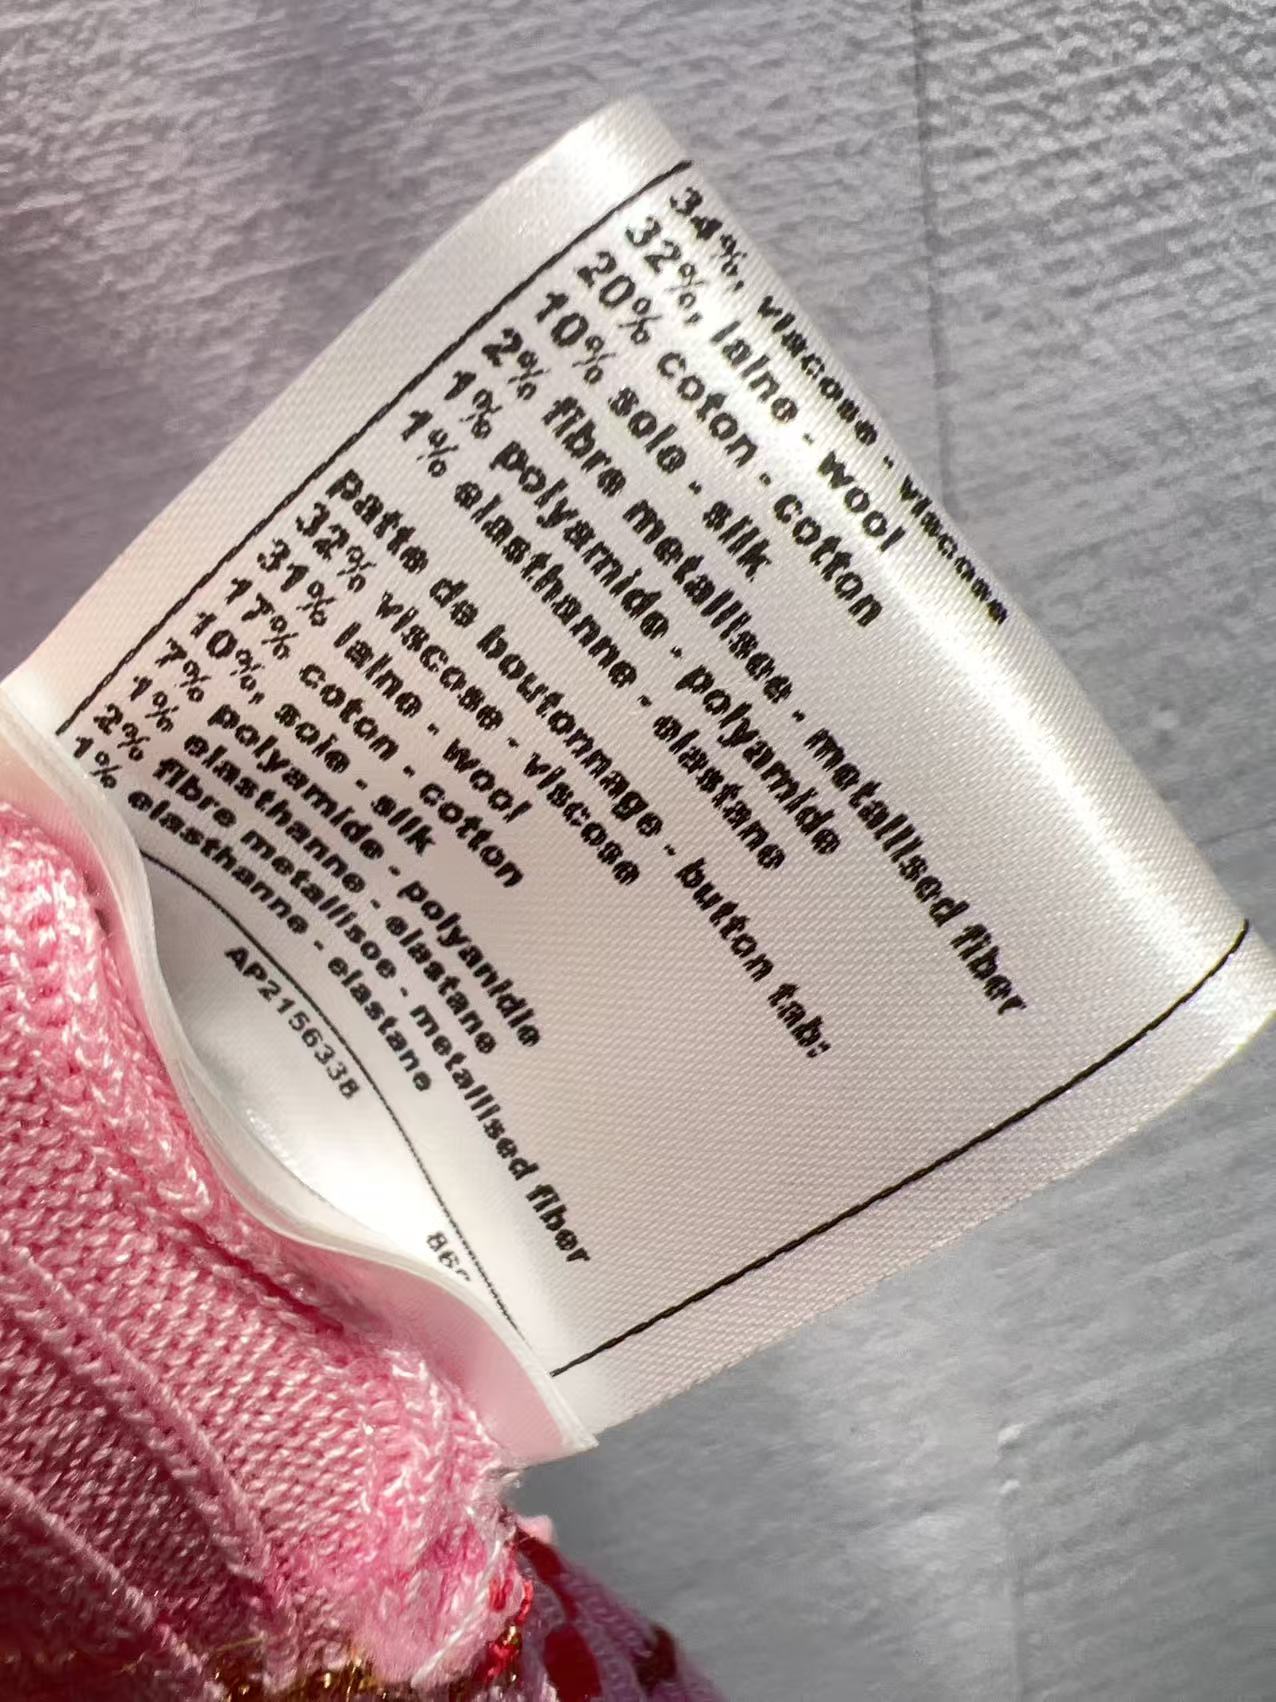 34% viscose - viscose
32% laine - wool
20% coton - cotton
10% soie - silk
2% fibre metallisee - metallised fiber
1% polyamide - polyamide
1% elasthanne - elastane
patte de boutonnage - button tab:
32% viscose - viscose
31% laine - wool
17% coton - cotton
10% soie - silk
7% polyamide - polyamide
1% elasthanne - elastane
2% fibre metallisee - metallised fiber
1% elasthanne - elastane
AP2156338